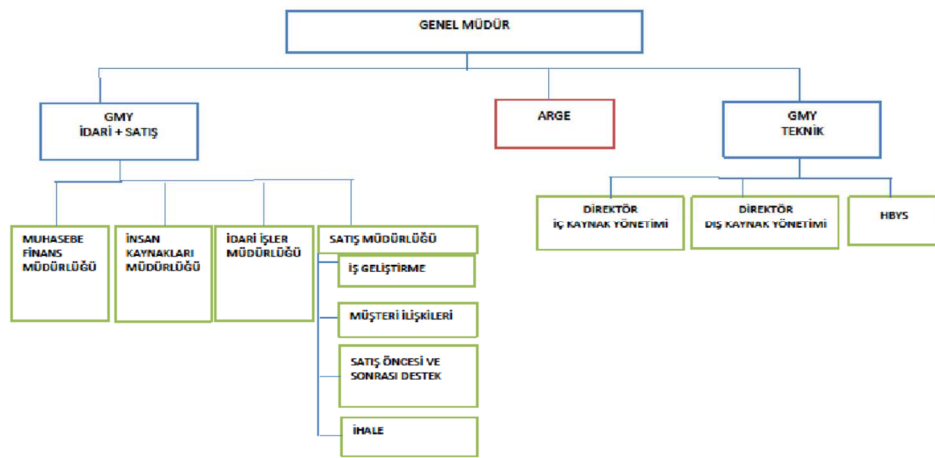 GENEL MÜDÜR
GMY
İDARİ + SATIŞ
ARGE
GMY
TEKNİK
MUHASEBE
FİNANS
MÜDÜRLÜĞÜ
İNSAN
KAYNAKLARI
MÜDÜRLÜĞÜ
İDARİ İŞLER
MÜDÜRLÜĞÜ
SATIŞ MÜDÜRLÜĞÜ
İŞ GELİŞTİRME
MÜŞTERİ İLİŞKİLERİ
SATIŞ ÖNCESİ VE
SONRASI DESTEK
İHALE
DİREKTÖR
İÇ KAYNAK YÖNETİMİ
DİREKTÖR
DIŞ KAYNAK YÖNETİMİ
HBYS